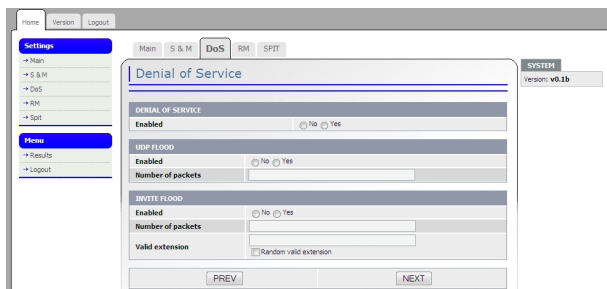 Home Version Logout
Settings
→ Main
→ S & M
→ DoS
→ RM
→ Spit
Menu
→ Results
→ Logout
Main S & M DoS RM SPIT
Denial of Service
DENIAL OF SERVICE
Enabled No Yes
UDP FLOOD
Enabled No Yes
Number of packets
INVITE FLOOD
Enabled No Yes
Number of packets
Valid extension
Random valid extension
PREV NEXT
SYSTEM
Version: v0.1b